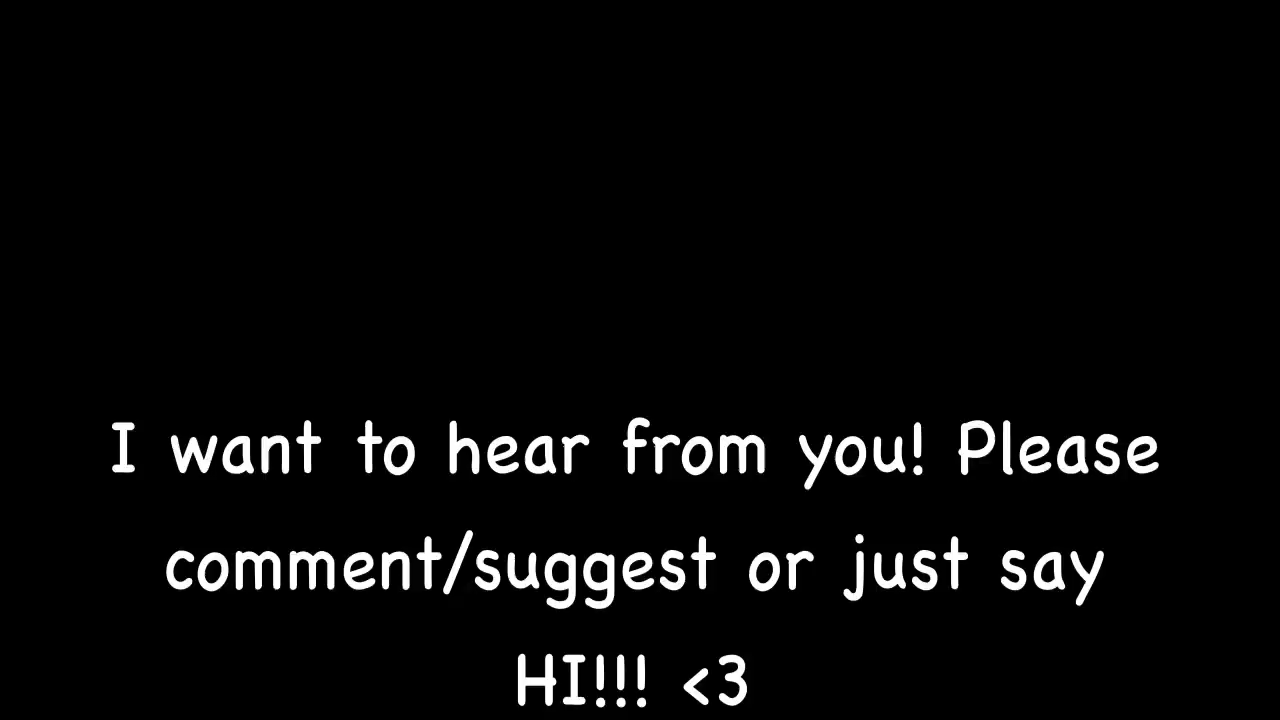 I want to hear from you! Please
comment/suggest or just say
HI!!! <3